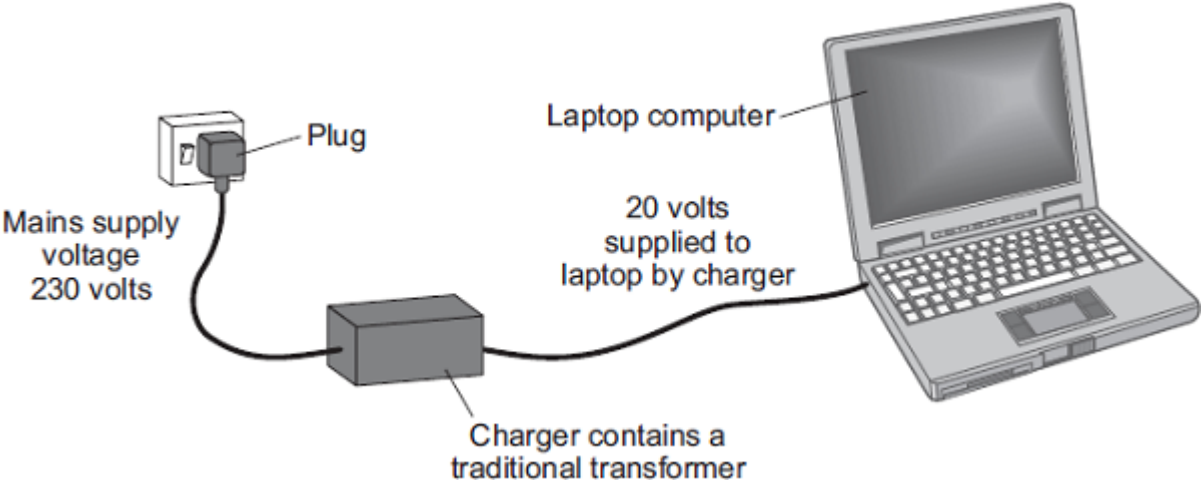 Plug
Mains supply
voltage
230 volts
Laptop computer
20 volts
supplied to
laptop by charger
Charger contains a
traditional transformer